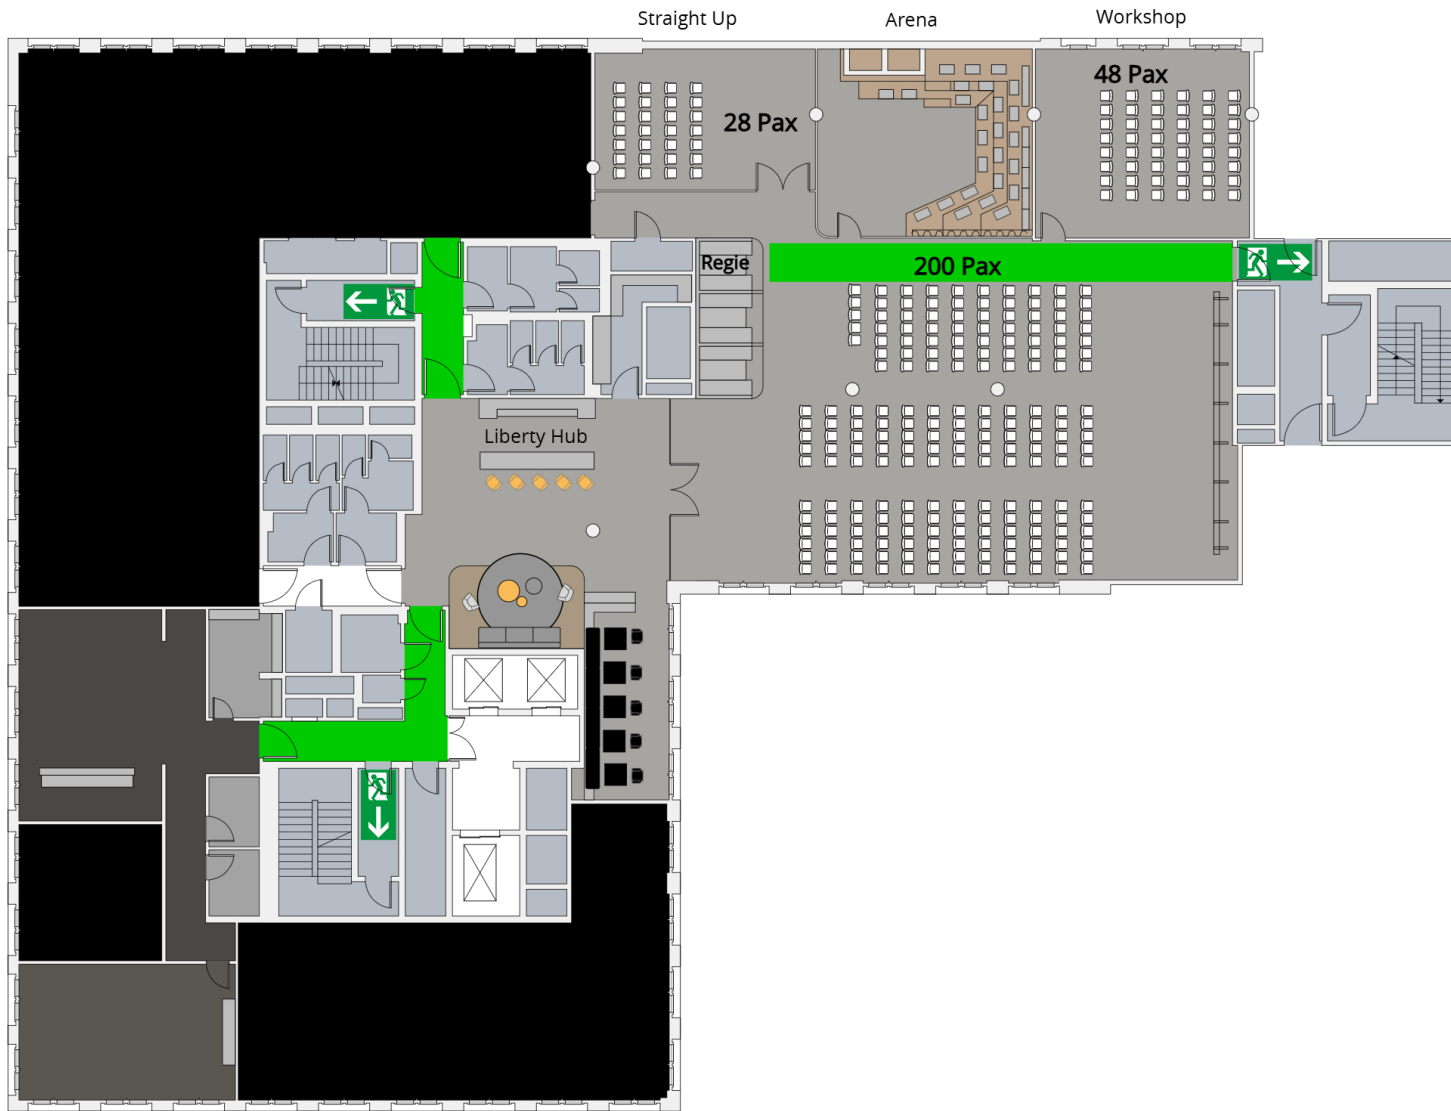 Straight Up
Arena
Workshop
28 Pax
48 Pax
Regie
200 Pax
Liberty Hub